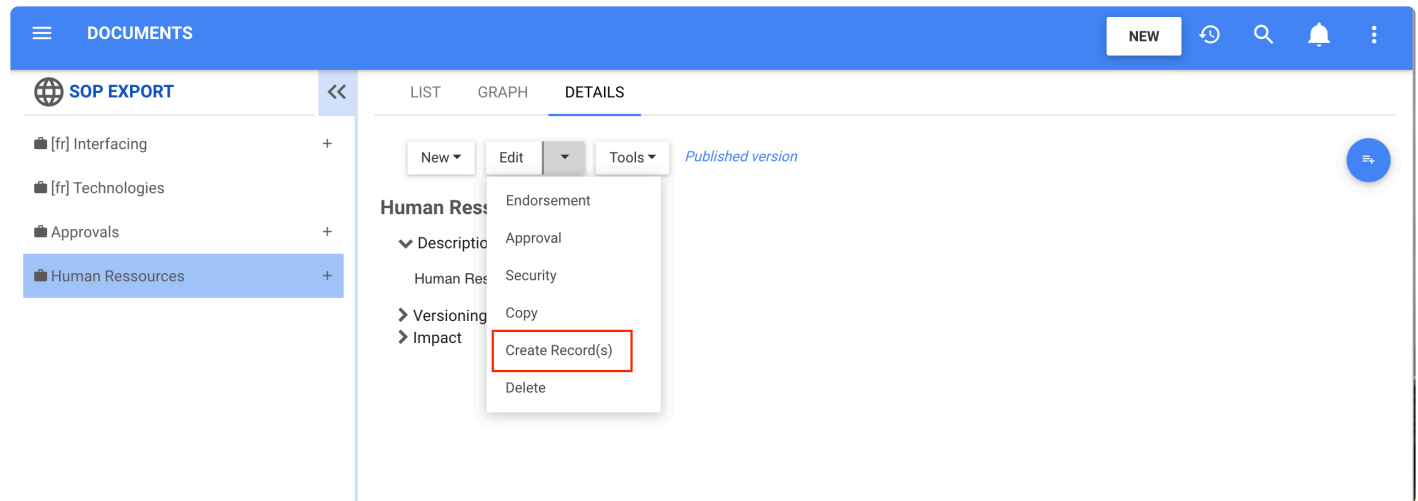 DOCUMENTS
NEW
SOP EXPORT
LIST GRAPH DETAILS
[fr] Interfacing +
[fr] Technologies
Approvals +
Human Ressources +
New Edit Tools Published version
Endorsement
Approval
Security
Copy
Create Record(s)
Delete
Human Ress
Descriptio
Human Res
Versioning
Impact